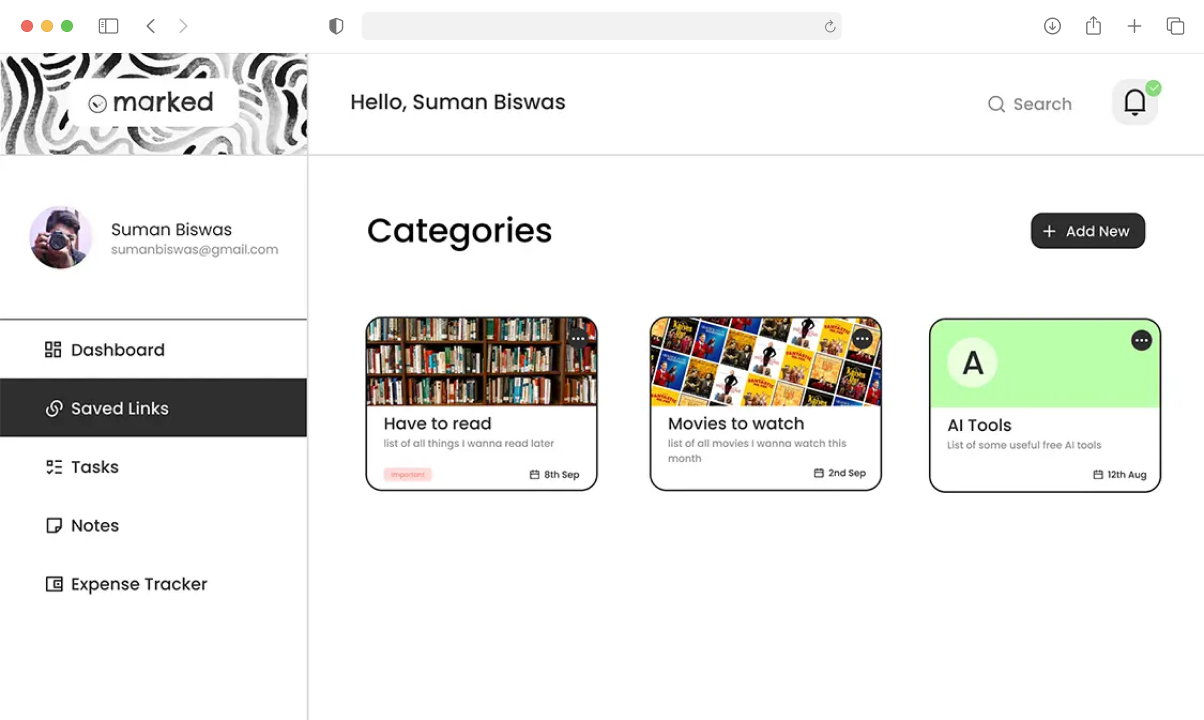 marked
Hello, Suman Biswas
Search
Suman Biswas
sumanbiswas@gmail.com
Categories
+ Add New
Dashboard
Saved Links
Tasks
Notes
Expense Tracker
Have to read
list of all things I wanna read later
Important
8th Sep
Movies to watch
list of all movies I wanna watch this
month
2nd Sep
A
AI Tools
List of some useful free AI tools
12th Aug